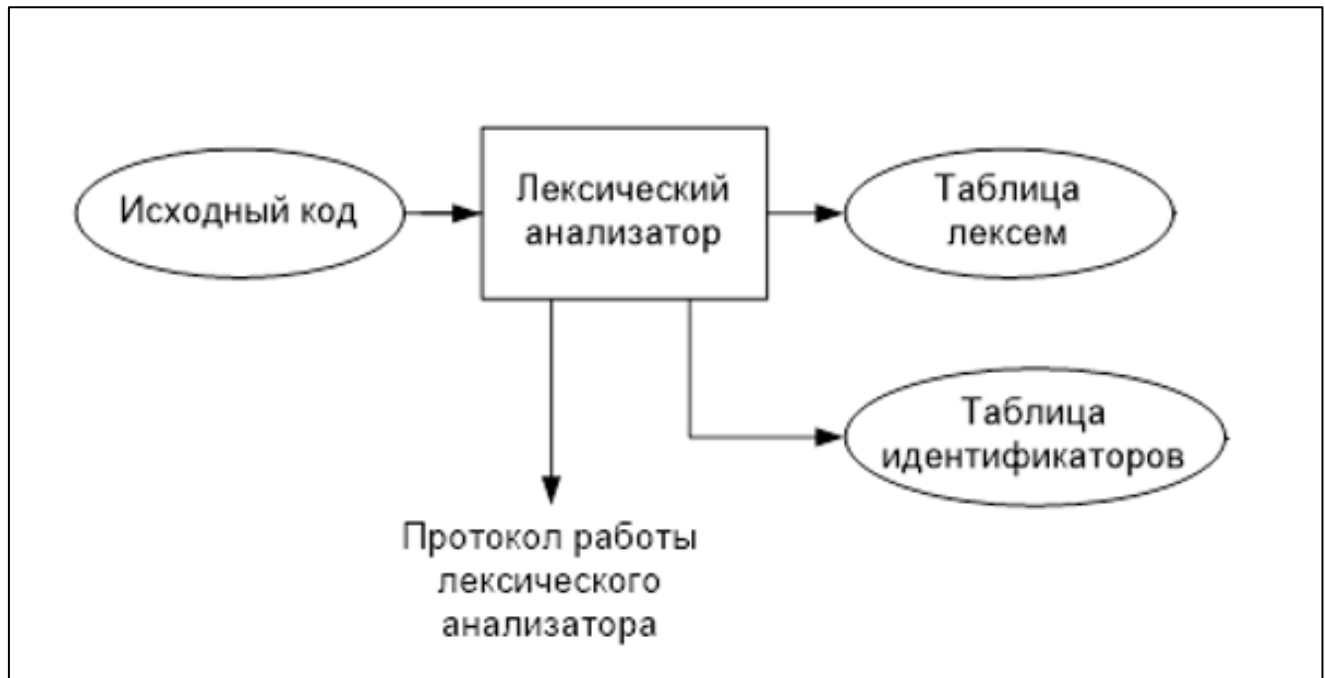 Исходный код
Лексический
анализатор
Таблица
лексем
Таблица
идентификаторов
Протокол работы
лексического
анализатора